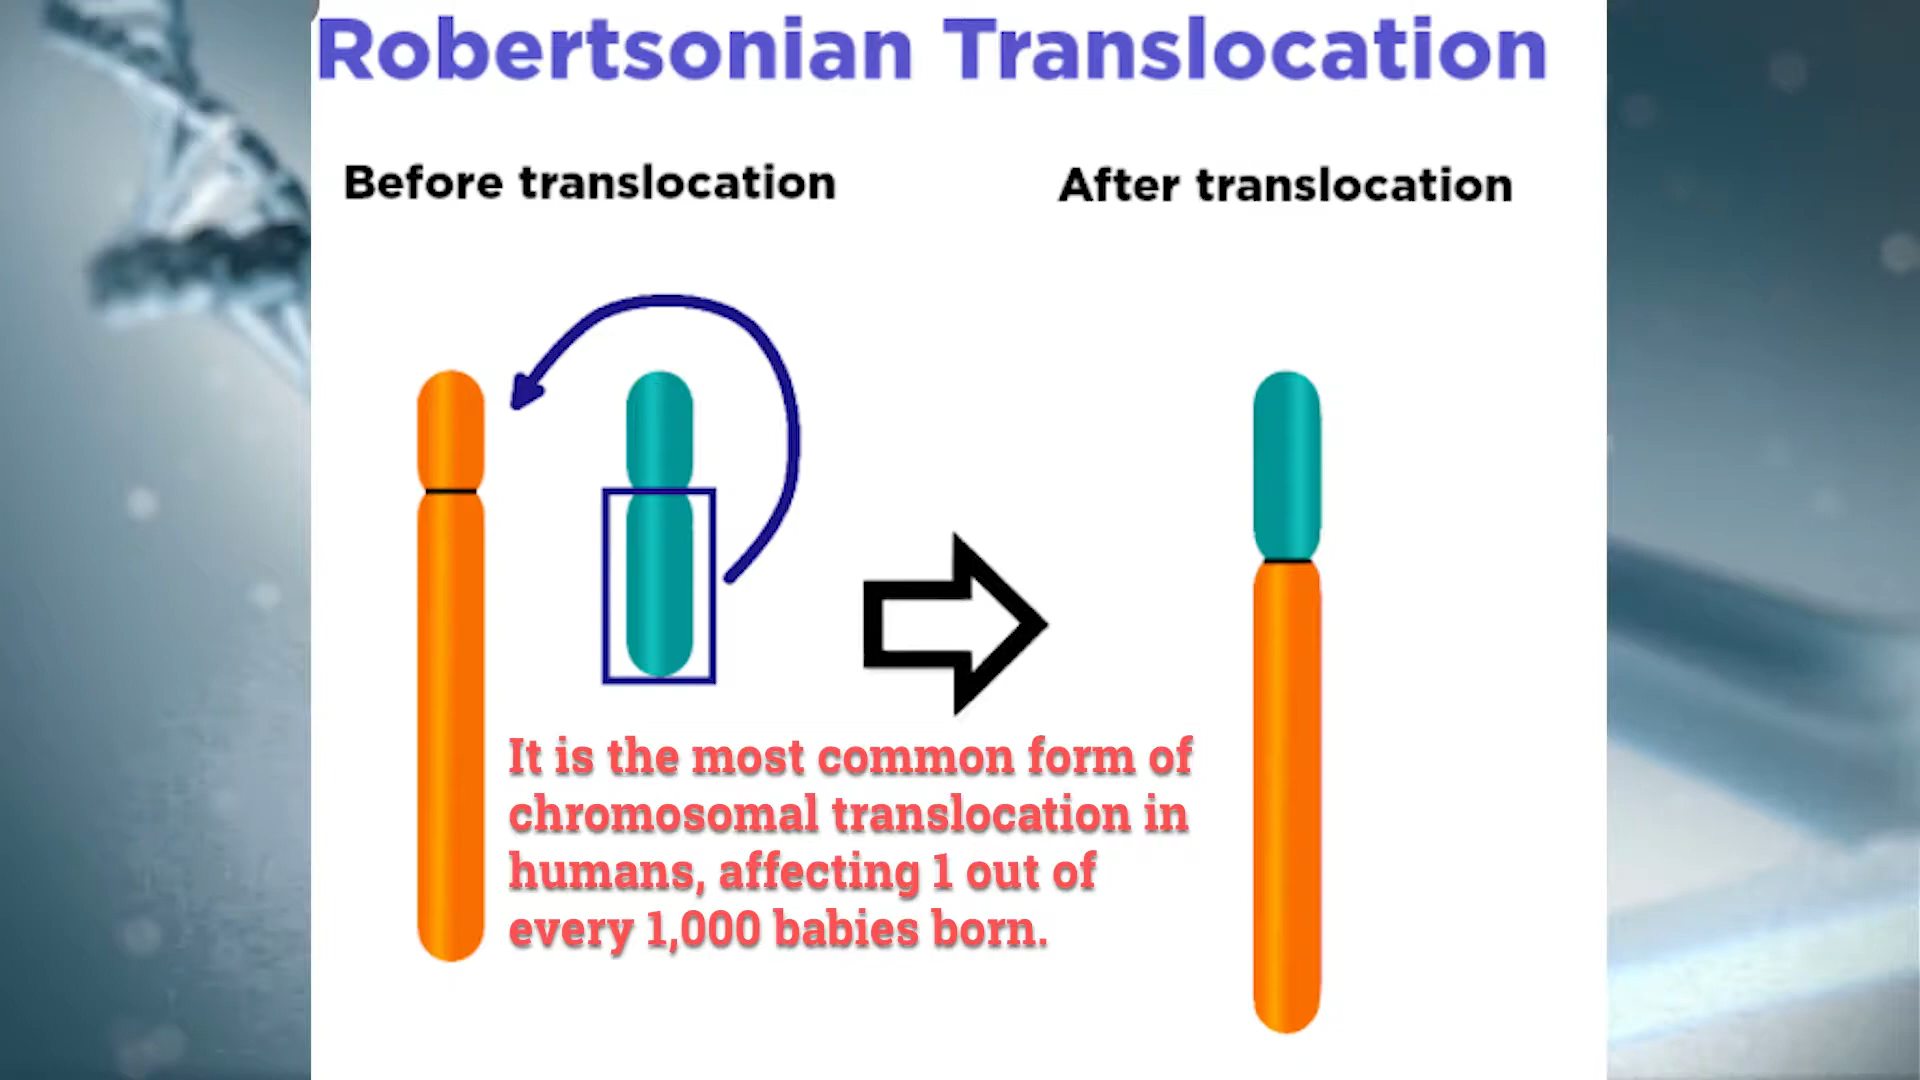 Robertsonian Translocation
Before translocation
After translocation
It is the most common form of
chromosomal translocation in
humans, affecting 1 out of
every 1,000 babies born.